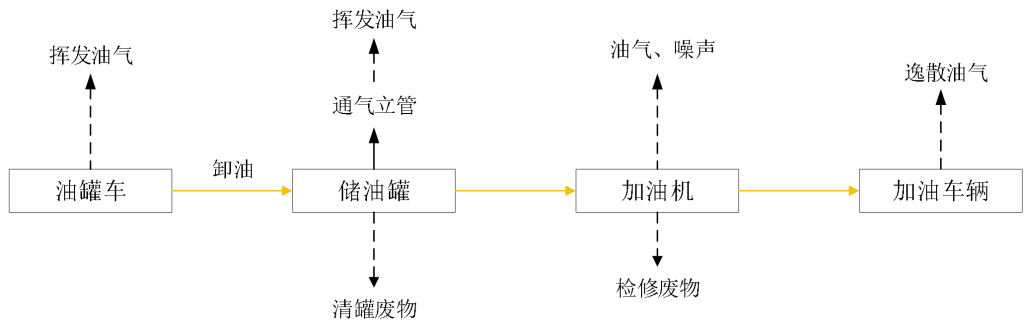 挥发油气
挥发油气
油气、噪声
逸散油气
通气立管
卸油
油罐车
储油罐
加油机
加油车辆
清罐废物
检修废物